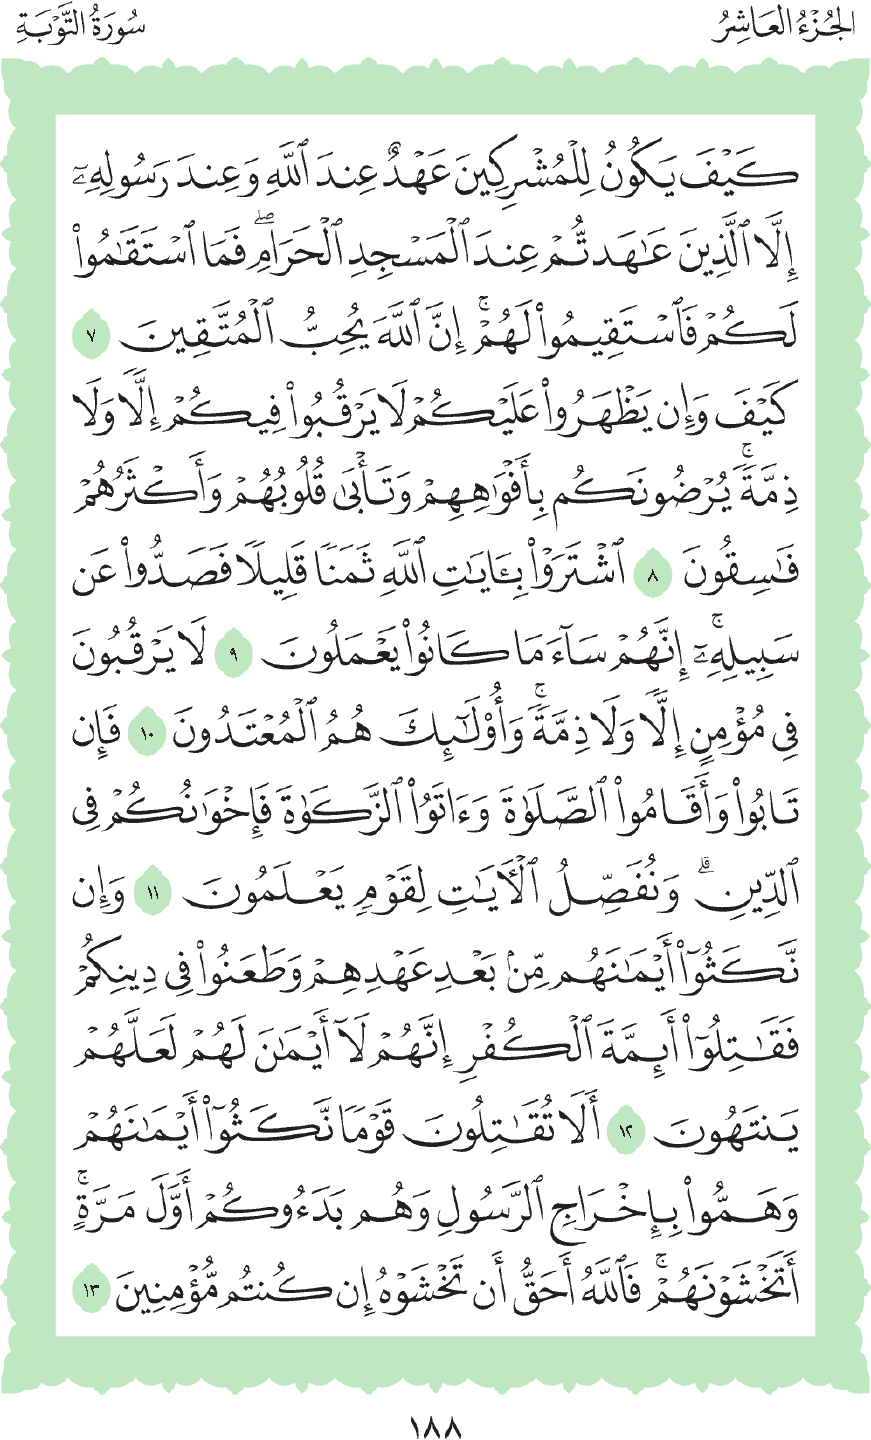 الجُزْءُ العَاشِرُ
سُورَةُ التَّوْبَةِ
كَيْفَ يَكُونُ لِلْمُشْرِكِينَ عَهْدٌ عِندَ ٱللَّهِ وَعِندَ رَسُولِهِۦٓ
إِلَّا ٱلَّذِينَ عَٰهَدتُّمْ عِندَ ٱلْمَسْجِدِ ٱلْحَرَامِۖ فَمَا ٱسْتَقَٰمُوا۟
لَكُمْ فَٱسْتَقِيمُوا۟ لَهُمْۚ إِنَّ ٱللَّهَ يُحِبُّ ٱلْمُتَّقِينَ ٧
كَيْفَ وَإِن يَظْهَرُوا۟ عَلَيْكُمْ لَا يَرْقُبُوا۟ فِيكُمْ إِلًّا وَلَا
ذِمَّةًۚ يُرْضُونَكُم بِأَفْوَٰهِهِمْ وَتَأْبَىٰ قُلُوبُهُمْ وَأَكْثَرُهُمْ
فَٰسِقُونَ ٨ ٱشْتَرَوْا۟ بِـَٔايَٰتِ ٱللَّهِ ثَمَنًا قَلِيلًا فَصَدُّوا۟ عَن
سَبِيلِهِۦٓۚ إِنَّهُمْ سَآءَ مَا كَانُوا۟ يَعْمَلُونَ ٩ لَا يَرْقُبُونَ
فِى مُؤْمِنٍ إِلًّا وَلَا ذِمَّةًۚ وَأُو۟لَٰٓئِكَ هُمُ ٱلْمُعْتَدُونَ ١٠ فَإِن
تَابُوا۟ وَأَقَامُوا۟ ٱلصَّلَوٰةَ وَءَاتَوُا۟ ٱلزَّكَوٰةَ فَإِخْوَٰنُكُمْ فِى
ٱلدِّينِۗ وَنُفَصِّلُ ٱلْءَايَٰتِ لِقَوْمٍ يَعْلَمُونَ ١١ وَإِن
نَّكَثُوٓا۟ أَيْمَٰنَهُم مِّنۢ بَعْدِ عَهْدِهِمْ وَطَعَنُوا۟ فِى دِينِكُمْ
فَقَٰتِلُوٓا۟ أَئِمَّةَ ٱلْكُفْرِ إِنَّهُمْ لَآ أَيْمَٰنَ لَهُمْ لَعَلَّهُمْ
يَنتَهُونَ ١٢ أَلَا تُقَٰتِلُونَ قَوْمًا نَّكَثُوٓا۟ أَيْمَٰنَهُمْ
وَهَمُّوا۟ بِإِخْرَاجِ ٱلرَّسُولِ وَهُم بَدَءُوكُمْ أَوَّلَ مَرَّةٍۚ
أَتَخْشَوْنَهُمْۚ فَٱللَّهُ أَحَقُّ أَن تَخْشَوْهُ إِن كُنتُم مُّؤْمِنِينَ ١٣
١٨٨